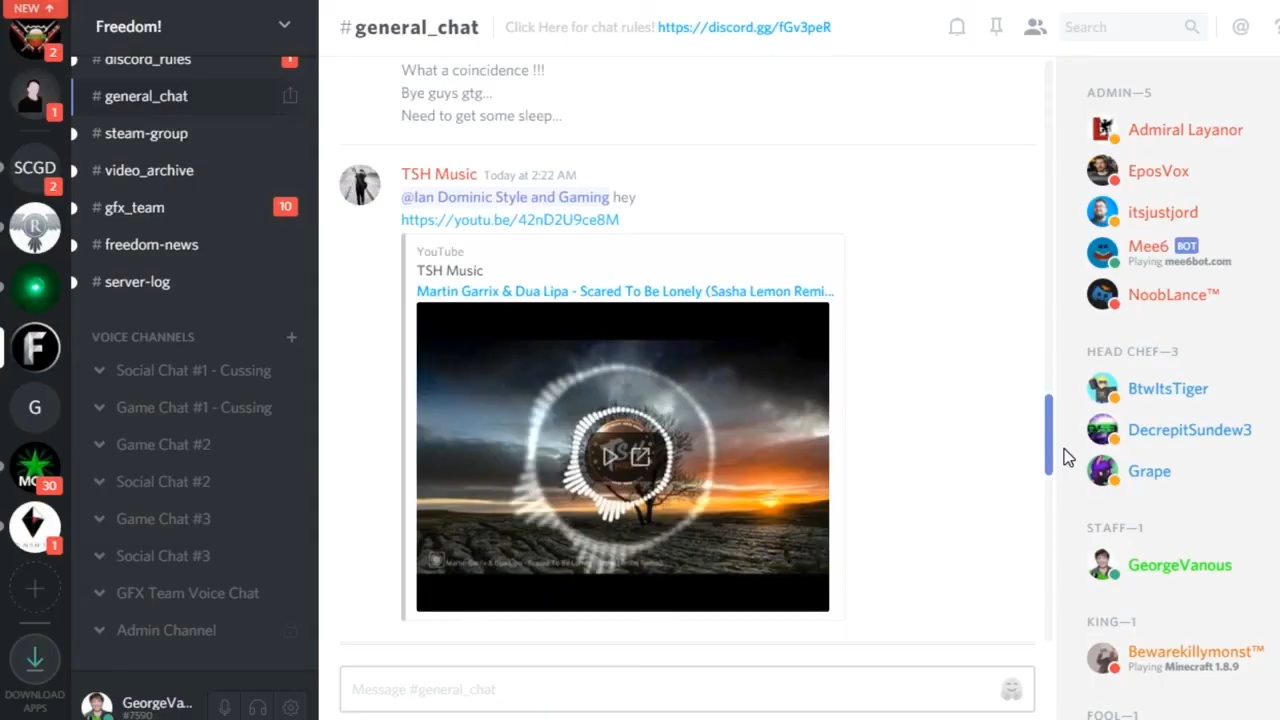 NEW ↑
2
1
SCGD
2
R
F
G
MC
30
1
DOWNLOAD
APPS
Freedom!
# discord_rules
1
# general_chat
# steam-group
# video_archive
# gfx_team
10
# freedom-news
# server-log
VOICE CHANNELS
Social Chat #1 - Cussing
Game Chat #1 - Cussing
Game Chat #2
Social Chat #2
Game Chat #3
Social Chat #3
GFX Team Voice Chat
Admin Channel
GeorgeVa...
#7590
#general_chat
Click Here for chat rules! https://discord.gg/fGv3peR
Search
@
What a coincidence !!!
Bye guys gtg...
Need to get some sleep...
TSH Music Today at 2:22 AM
@Ian Dominic Style and Gaming hey
https://youtu.be/42nD2U9ce8M
YouTube
TSH Music
Martin Garrix & Dua Lipa - Scared To Be Lonely (Sasha Lemon Remi...
Message #general_chat
ADMIN—5
Admiral Layanor
EposVox
itsjustjord
Mee6 BOT
Playing mee6bot.com
NoobLance™
HEAD CHEF—3
BtwItsTiger
DecrepitSundew3
Grape
STAFF—1
GeorgeVanous
KING—1
Bewarekillymonst™
Playing Minecraft 1.8.9
FOOL—1